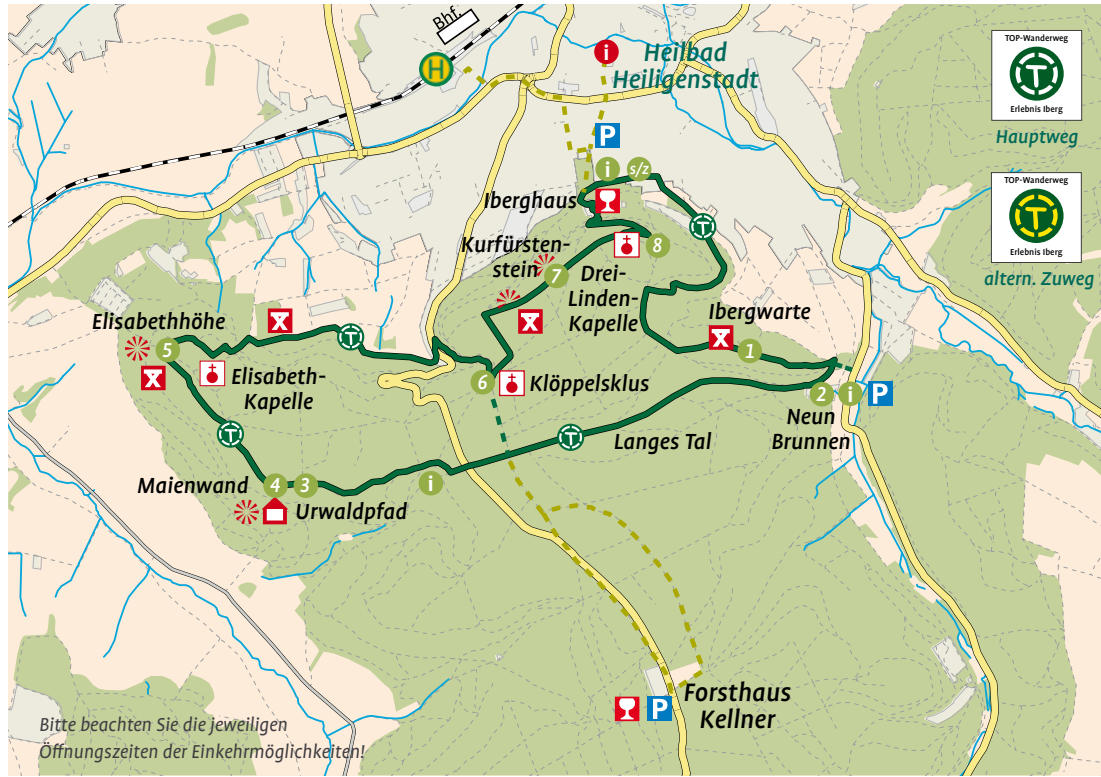 Bhf.
H
i
Heilbad
Heiligenstadt
P
i
s/z
Iberghaus
Kurfürsten-
stein
7
8
Drei-
Linden-
Kapelle
Ibergwarte
1
TOP-Wanderweg
T
Erlebnis Iberg
Hauptweg
TOP-Wanderweg
T
Erlebnis Iberg
altern. Zuweg
T
Elisabethhöhe
5
T
Elisabeth-
Kapelle
6
Klöppelsklus
2
i
P
Neun
Brunnen
T
T
Langes Tal
Maienwand
4
3
i
Urwaldpfad
Forsthaus
Kellner
P
Bitte beachten Sie die jeweiligen
Öffnungszeiten der Einkehrmöglichkeiten!